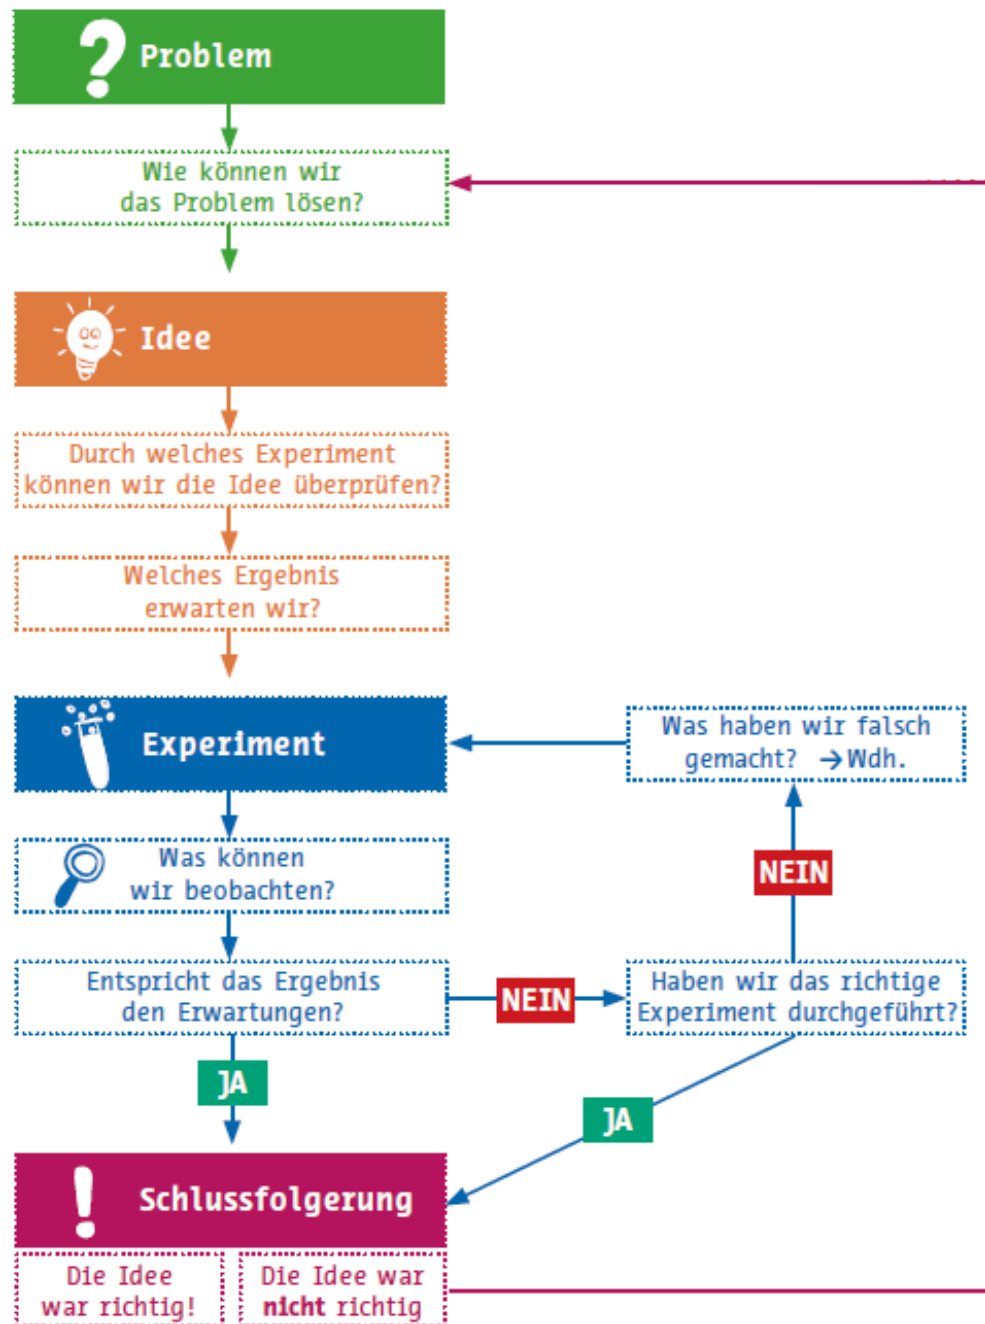 Problem
Wie können wir
das Problem lösen?
Idee
Durch welches Experiment
können wir die Idee überprüfen?
Welches Ergebnis
erwarten wir?
Experiment
Was haben wir falsch
gemacht? →Wdh.
Was können
wir beobachten?
NEIN
Entspricht das Ergebnis
den Erwartungen?
NEIN
Haben wir das richtige
Experiment durchgeführt?
JA
JA
Schlussfolgerung
Die Idee
war richtig!
Die Idee war
nicht richtig